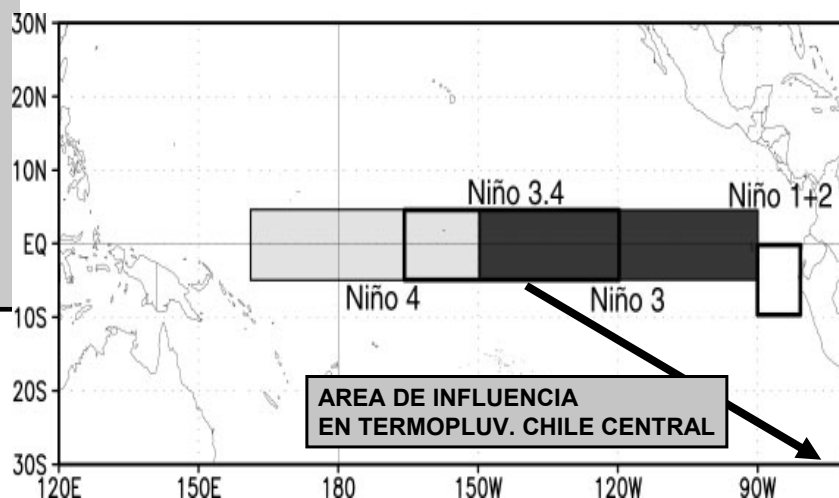 30N
20N
10N
EQ
10S
20S
30S
Niño 3.4
Niño 1+2
Niño 4
Niño 3
AREA DE INFLUENCIA
EN TERMOPLUV. CHILE CENTRAL
120E 150E 180 150W 120W 90W